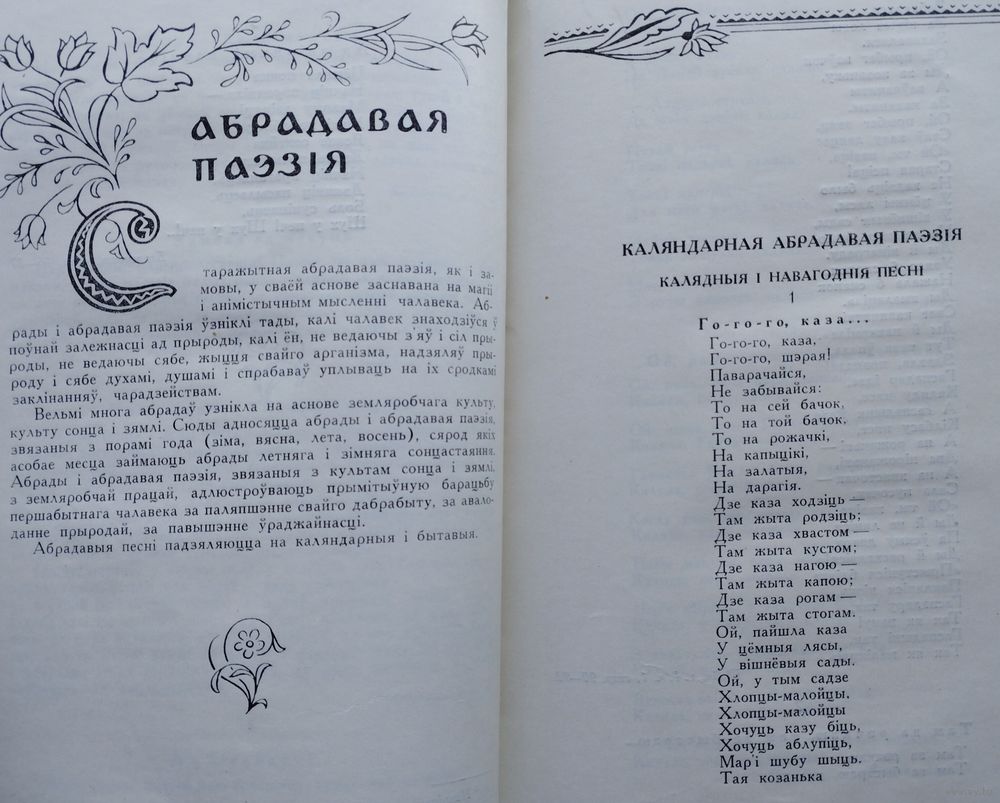 АБРАДАВАЯ
ПАЭЗІЯ
Старажытная абрадавая паэзія, як і за-
мовы, у сваёй аснове заснавана на магіі
і анімістычным мысленні чалавека. Аб-
рады і абрадавая паэзія ўзніклі тады, калі чалавек знаходзіўся ў
поўнай залежнасці ад прыроды, калі ён, не ведаючы з'яў і сіл пры-
роды, не ведаючы сябе, жыцця свайго арганізма, надзяляў пры-
роду і сябе духамі, душамі і спрабаваў уплываць на іх сродкамі
заклінанняў, чарадзействам.
Вельмі многа абрадаў узнікла на аснове земляробчага культу,
культу сонца і зямлі. Сюды адносяцца абрады і абрадавая паэзія,
звязаныя з порамі года (зіма, вясна, лета, восень), сярод якіх
асобае месца займаюць абрады летняга і зімняга сонцастаяння.
Абрады і абрадавая паэзія, звязаныя з культам сонца і зямлі,
з земляробчай працай, адлюстроўваюць прымітыўную барацьбу
першабытнага чалавека за паляпшэнне свайго дабрабыту, за авало-
данне прыродай, за павышэнне ўраджайнасці.
Абрадавыя песні падзяляюцца на каляндарныя і бытавыя.
КАЛЯНДАРНАЯ АБРАДАВАЯ ПАЭЗІЯ
КАЛЯДНЫЯ І НАВАГОДНІЯ ПЕСНІ
1
Го-го-го, каза...
Го-го-го, каза,
Го-го-го, шэрая!
Паварачайся,
Не забывайся:
То на сей бачок,
То на той бачок,
То на рожачкі,
На капыцікі,
На залатыя,
На дарагія.
Дзе каза ходзіць —
Там жыта родзіць;
Дзе каза хвастом —
Там жыта кустом;
Дзе каза нагою —
Там жыта капою;
Дзе каза рогам —
Там жыта стогам.
Ой, пайшла каза
У цёмныя лясы,
У вішнёвыя сады.
Ой, у тым садзе
Хлопцы-малойцы,
Хлопцы-малойцы
Хочуць казу біць,
Хочуць аблупіць,
Мар'і шубу шыць.
Тая козанька